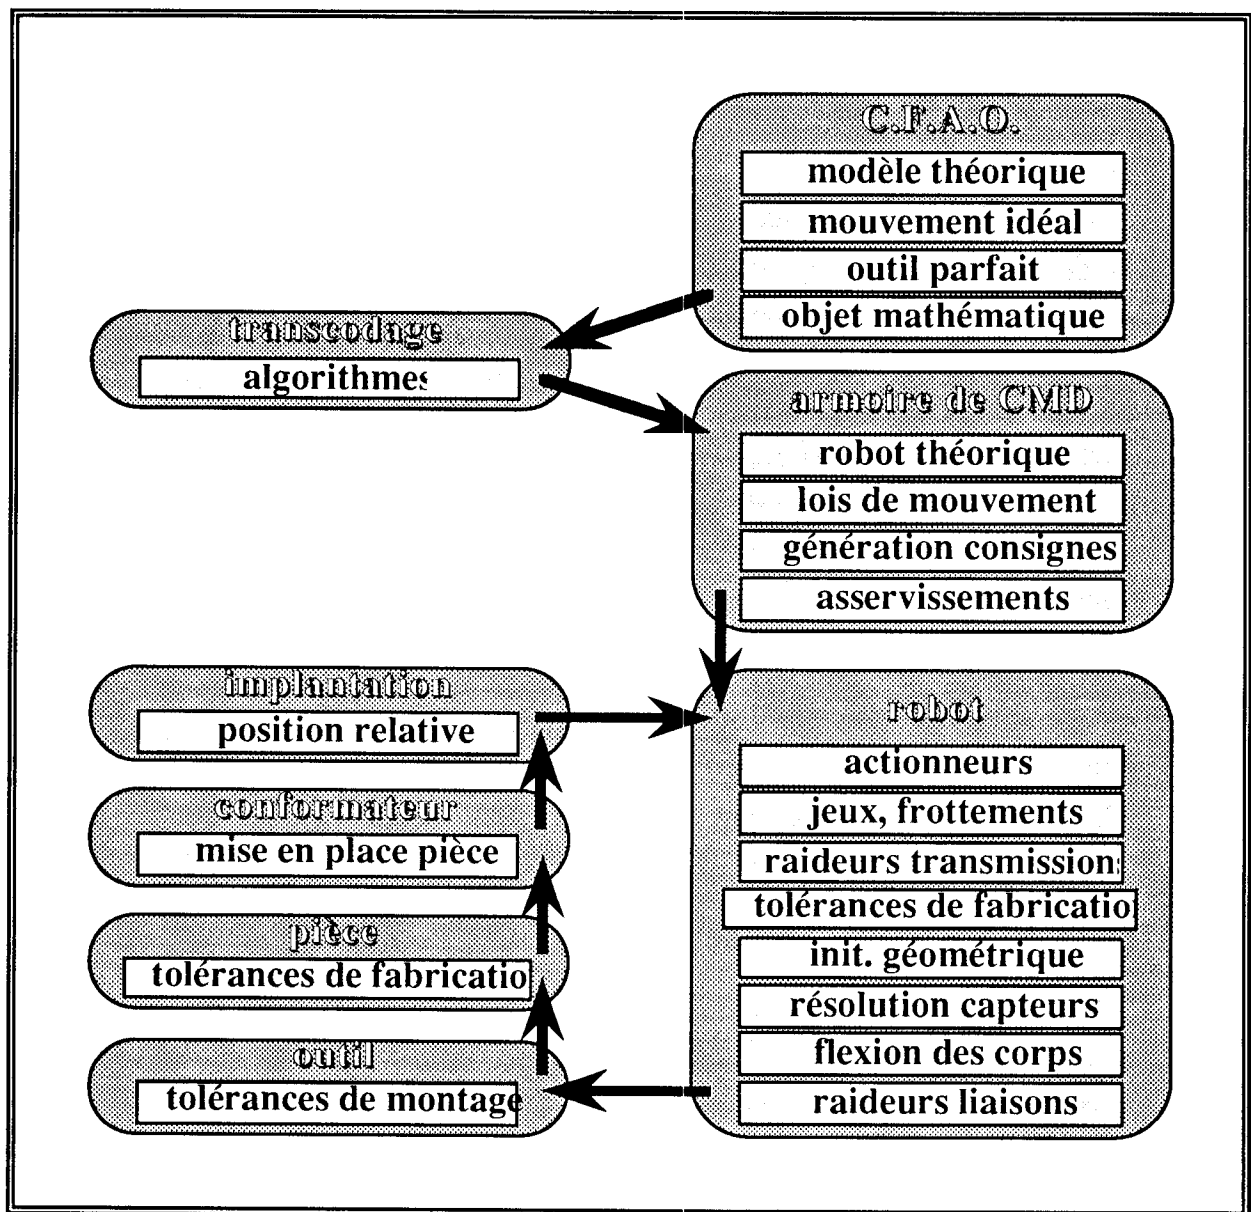 C.F.A.O.
modèle théorique
mouvement idéal
outil parfait
objet mathématique
transcodage
algorithmes
armoire de CMD
robot théorique
lois de mouvement
génération consignes
asservissements
implantation
position relative
conformateur
mise en place pièce
pièce
tolérances de fabricatio
outil
tolérances de montage
robot
actionneurs
jeux, frottements
raideurs transmissions
tolérances de fabricatio
init. géométrique
résolution capteurs
flexion des corps
raideurs liaisons